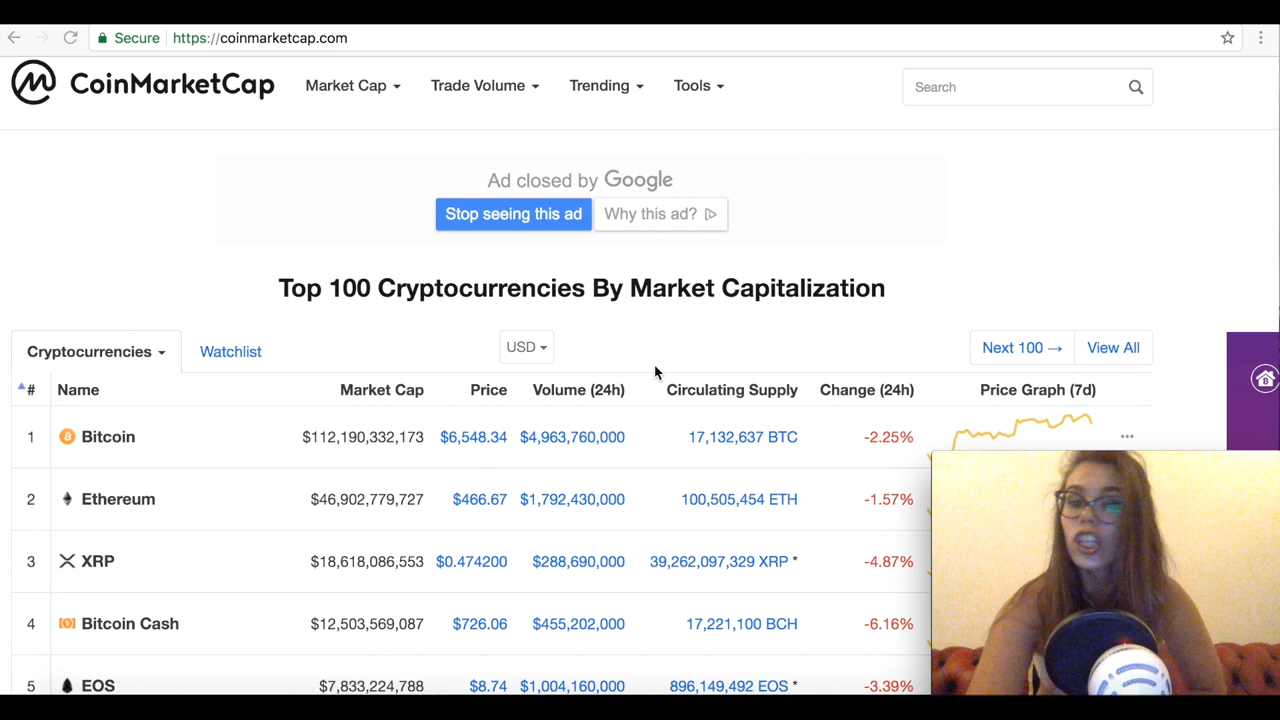 Secure https://coinmarketcap.com
CoinMarketCap Market Cap Trade Volume Trending Tools Search
Ad closed by Google
Stop seeing this ad Why this ad?
Top 100 Cryptocurrencies By Market Capitalization
Cryptocurrencies Watchlist USD Next 100 → View All
# Name Market Cap Price Volume (24h) Circulating Supply Change (24h) Price Graph (7d)
1 Bitcoin $112,190,332,173 $6,548.34 $4,963,760,000 17,132,637 BTC -2.25%
2 Ethereum $46,902,779,727 $466.67 $1,792,430,000 100,505,454 ETH -1.57%
3 XRP $18,618,086,553 $0.474200 $288,690,000 39,262,097,329 XRP * -4.87%
4 Bitcoin Cash $12,503,569,087 $726.06 $455,202,000 17,221,100 BCH -6.16%
5 EOS $7,833,224,788 $8.74 $1,004,160,000 896,149,492 EOS * -3.39%